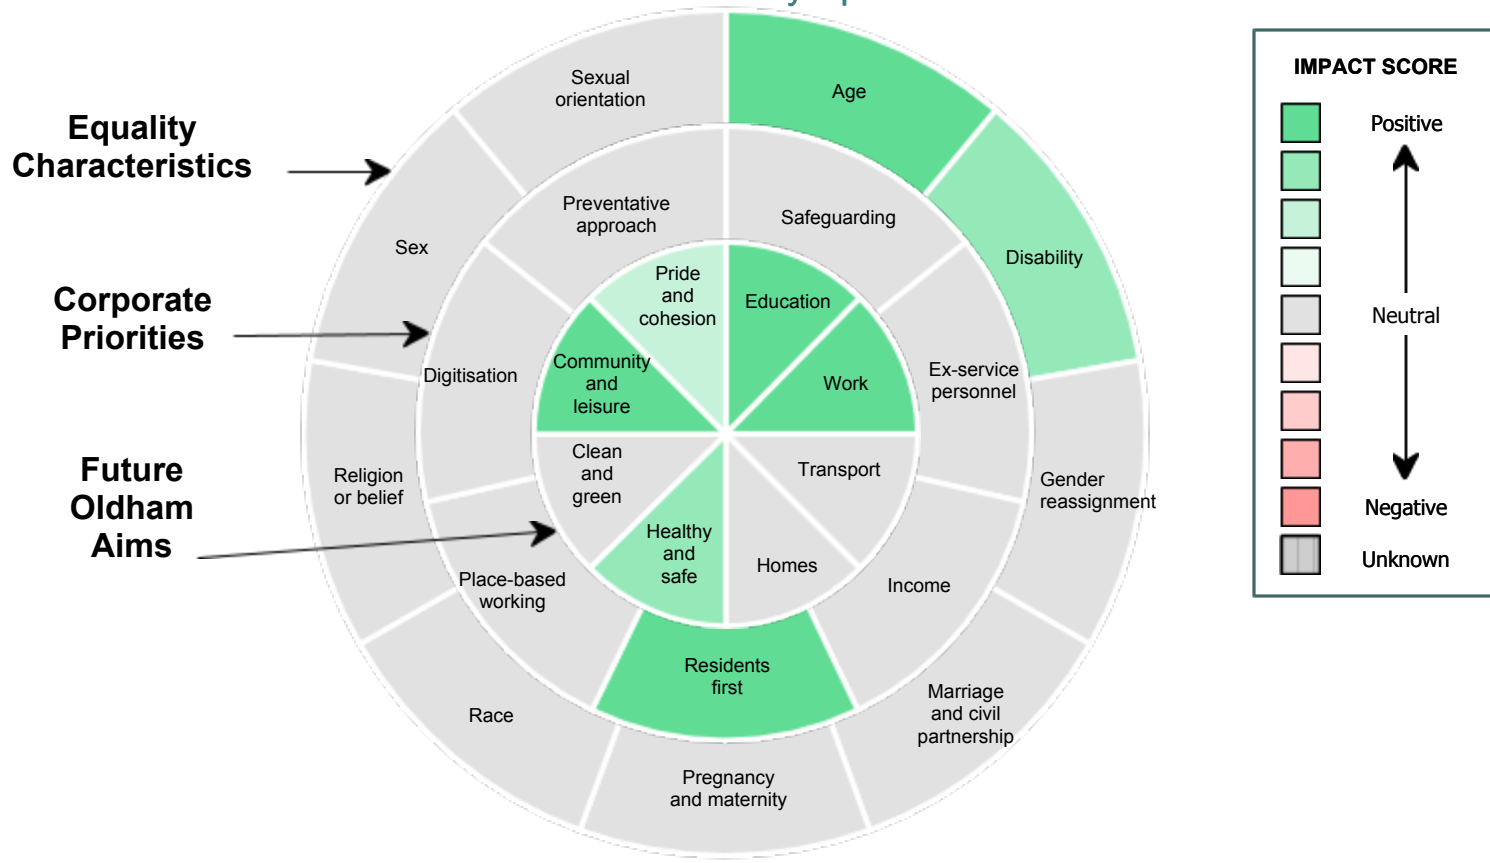 Equality
Characteristics
Corporate
Priorities
Future
Oldham
Aims
Sexual
orientation
Age
Sex
Preventative
approach
Safeguarding
Disability
Pride
and
cohesion
Education
Community
and
leisure
Work
Digitisation
Ex-service
personnel
Religion
or belief
Clean
and
green
Transport
Gender
reassignment
Healthy
and
safe
Homes
Place-based
working
Income
Residents
first
Race
Marriage
and civil
partnership
Pregnancy
and maternity
IMPACT SCORE
Positive
Neutral
Negative
Unknown